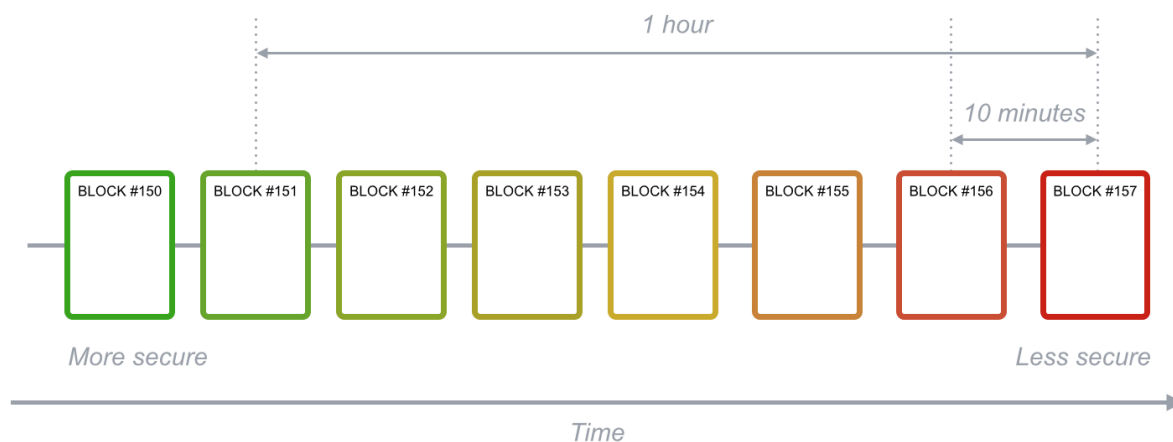 1 hour
10 minutes
BLOCK #150
BLOCK #151
BLOCK #152
BLOCK #153
BLOCK #154
BLOCK #155
BLOCK #156
BLOCK #157
More secure
Less secure
Time